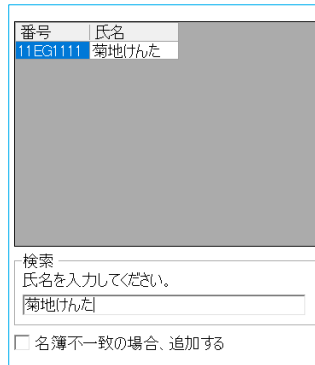 番号 氏名
11EG1111 菊地けんた
検索
氏名を入力してください。
菊地けんた
名簿不一致の場合、追加する